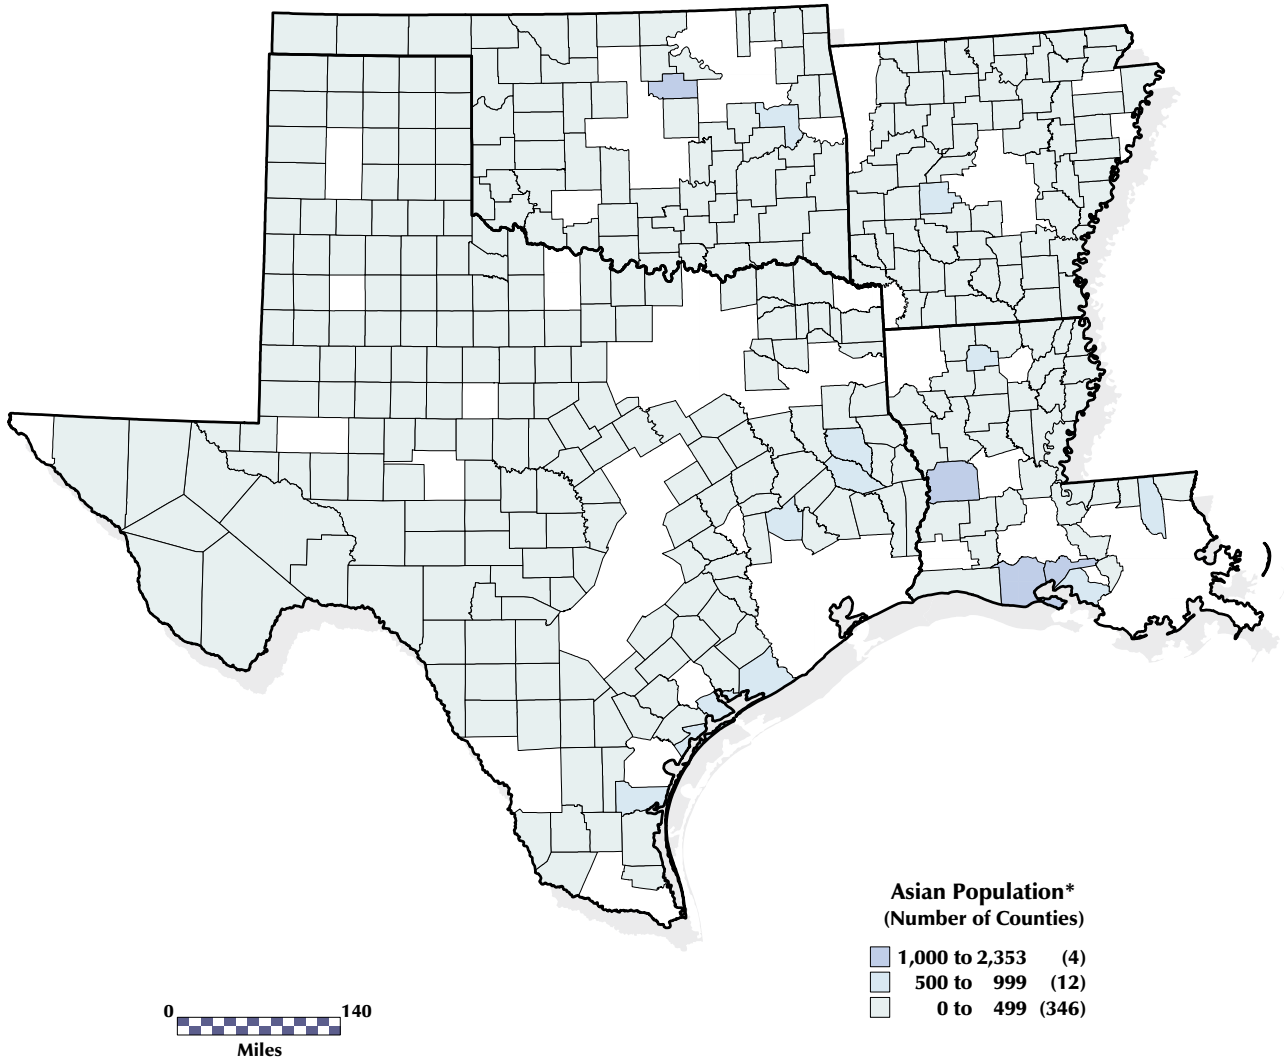 Asian Population*
(Number of Counties)
1,000 to 2,353 (4)
500 to 999 (12)
0 to 499 (346)
0 140
Miles